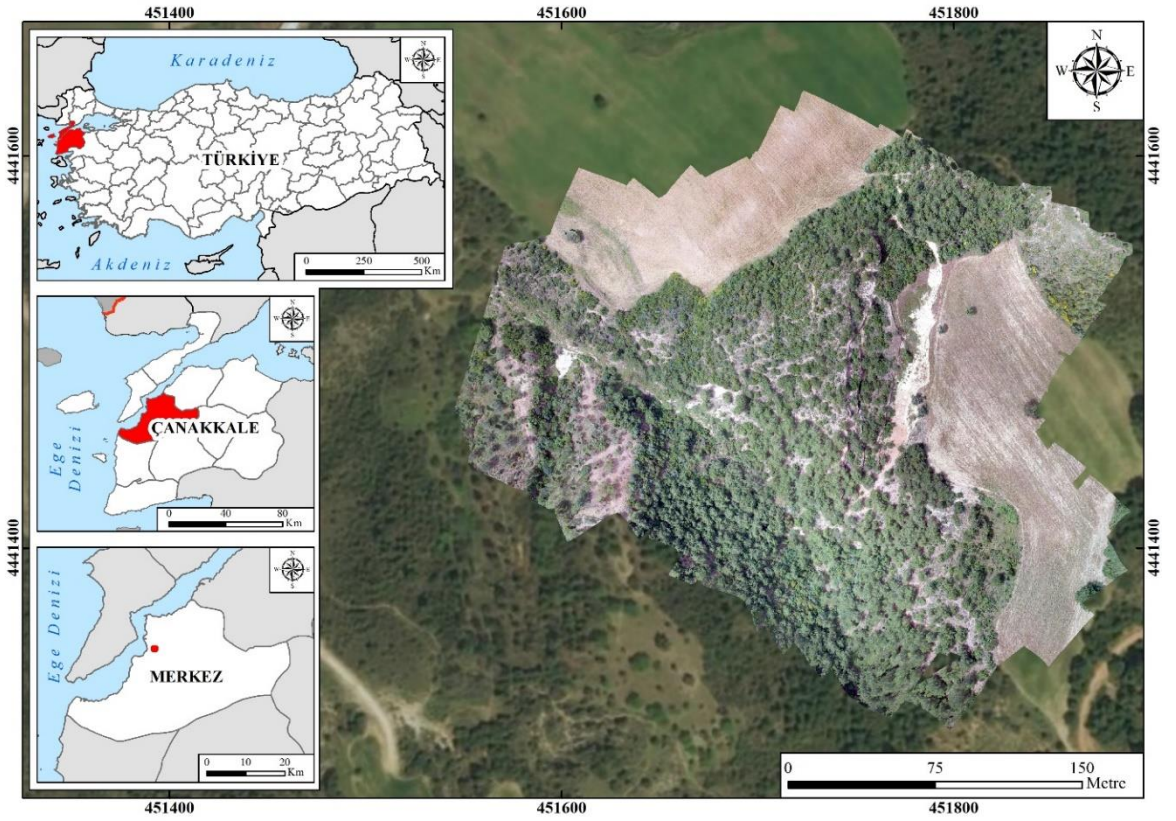 451400
451600
451800
4441600
4441400
4441600
4441400
451400
451600
451800
N
W
E
S
Karadeniz
N
W
E
S
TÜRKİYE
Akdeniz
0
250
500
Km
N
W
E
S
ÇANAKKALE
Ege
Denizi
0
40
80
Km
N
W
E
S
Ege Denizi
MERKEZ
0
10
20
Km
0
75
150
Metre